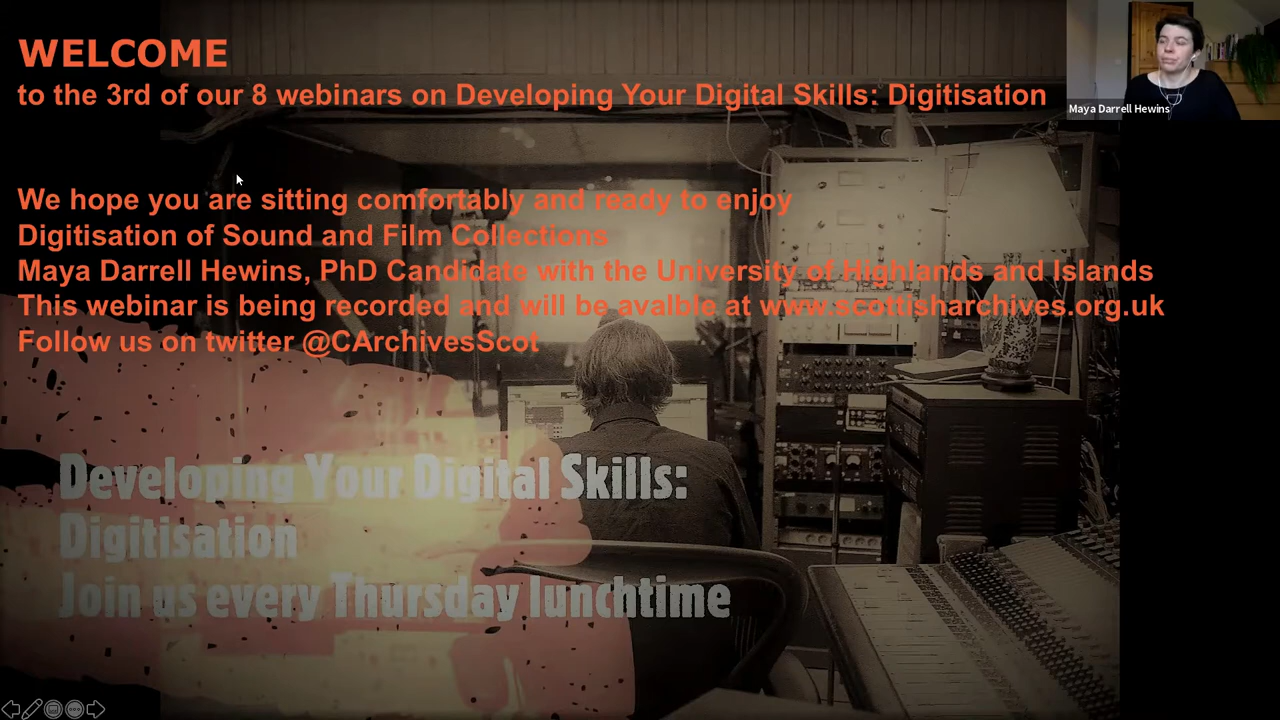 WELCOME
to the 3rd of our 8 webinars on Developing Your Digital Skills: Digitisation
Maya Darrell Hewins
We hope you are sitting comfortably and ready to enjoy
Digitisation of Sound and Film Collections
Maya Darrell Hewins, PhD Candidate with the University of Highlands and Islands
This webinar is being recorded and will be avalble at www.scottisharchives.org.uk
Follow us on twitter @CArchivesScot
Developing Your Digital Skills:
Digitisation
Join us every Thursday lunchtime